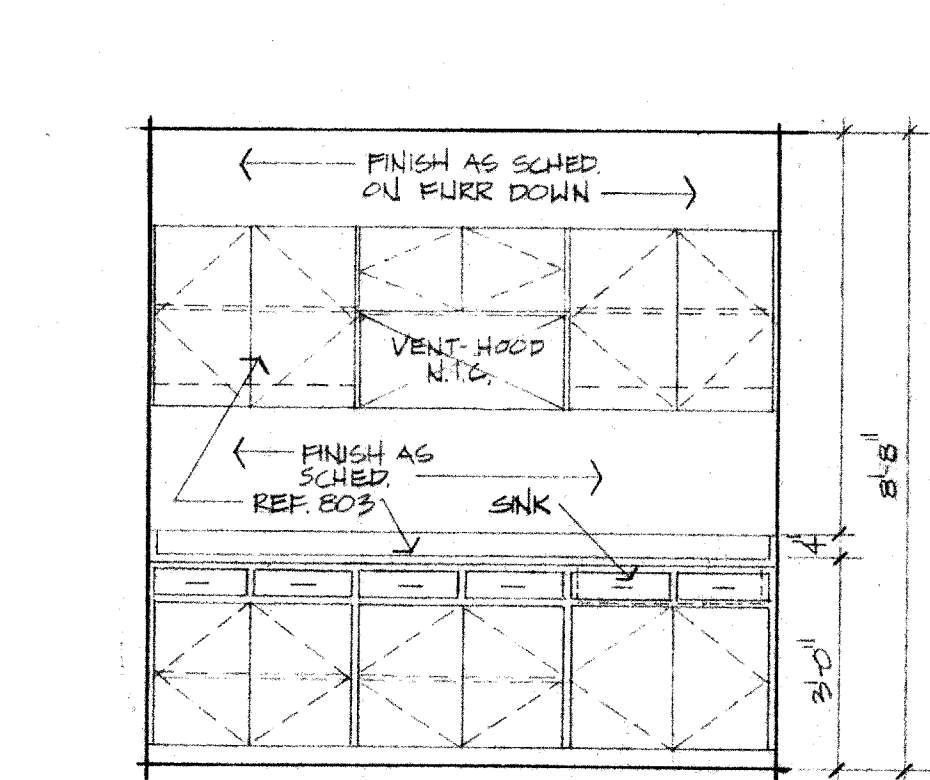 FINISH AS SCHED.
ON FURR DOWN
VENT-HOOD
N.I.C.
FINISH AS
SCHED.
REF. 803
SINK
8'-8"
4"
3'-0"